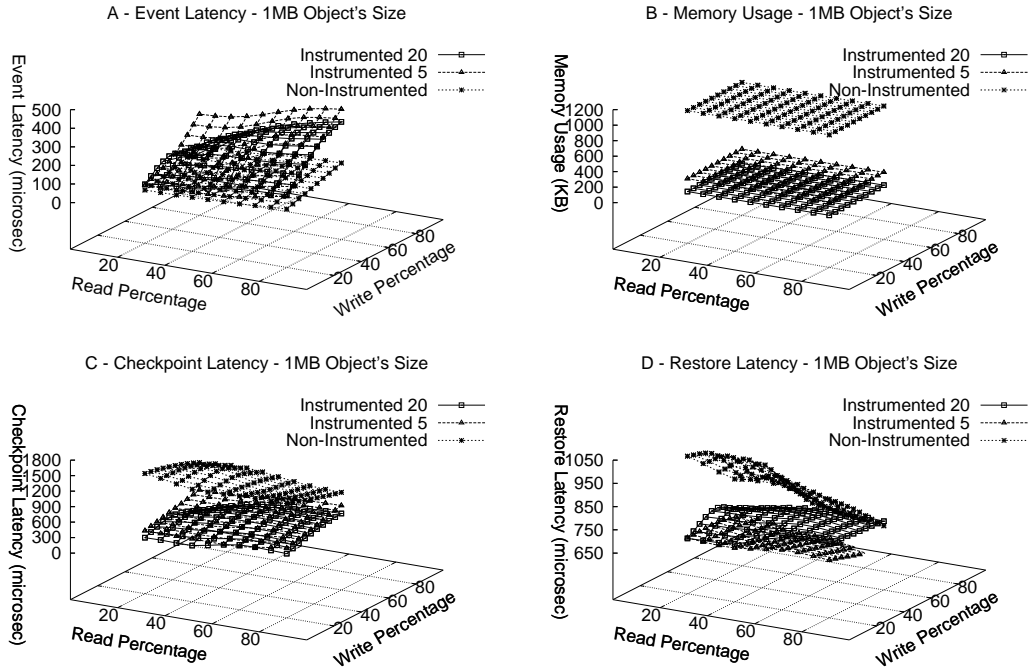 A - Event Latency - 1MB Object's Size
Instrumented 20
Instrumented 5
Non-Instrumented
Event Latency (microsec)
500
400
300
200
100
0
20
40
60
80
Read Percentage
20
40
60
80
Write Percentage
B - Memory Usage - 1MB Object's Size
Instrumented 20
Instrumented 5
Non-Instrumented
Memory Usage (KB)
1200
1000
800
600
400
200
0
20
40
60
80
Read Percentage
20
40
60
80
Write Percentage
C - Checkpoint Latency - 1MB Object's Size
Instrumented 20
Instrumented 5
Non-Instrumented
Checkpoint Latency (microsec)
1800
1500
1200
900
600
300
0
20
40
60
80
Read Percentage
20
40
60
80
Write Percentage
D - Restore Latency - 1MB Object's Size
Instrumented 20
Instrumented 5
Non-Instrumented
Restore Latency (microsec)
1050
950
850
750
650
20
40
60
80
Read Percentage
20
40
60
80
Write Percentage